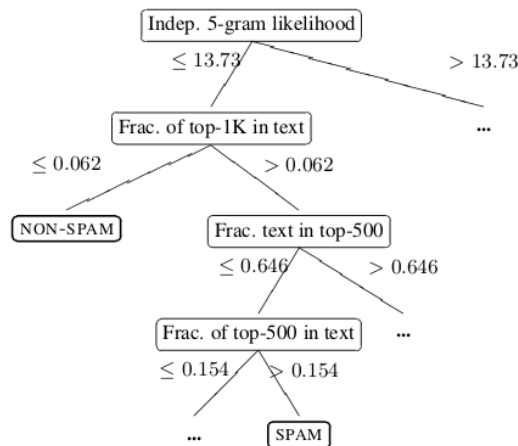 Indep. 5-gram likelihood
≤ 13.73 > 13.73
Frac. of top-1K in text ...
≤ 0.062 > 0.062
NON-SPAM Frac. text in top-500
≤ 0.646 > 0.646
Frac. of top-500 in text ...
≤ 0.154 > 0.154
... SPAM